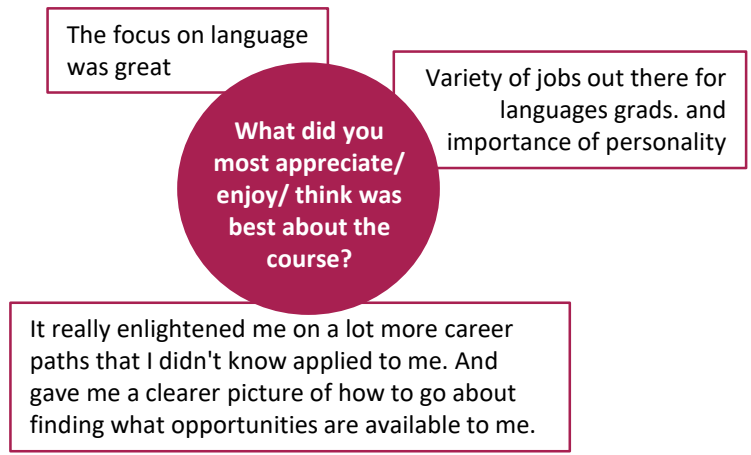 The focus on language
was great
Variety of jobs out there for
languages grads. and
importance of personality
What did you
most appreciate/
enjoy/ think was
best about the
course?
It really enlightened me on a lot more career
paths that I didn't know applied to me. And
gave me a clearer picture of how to go about
finding what opportunities are available to me.